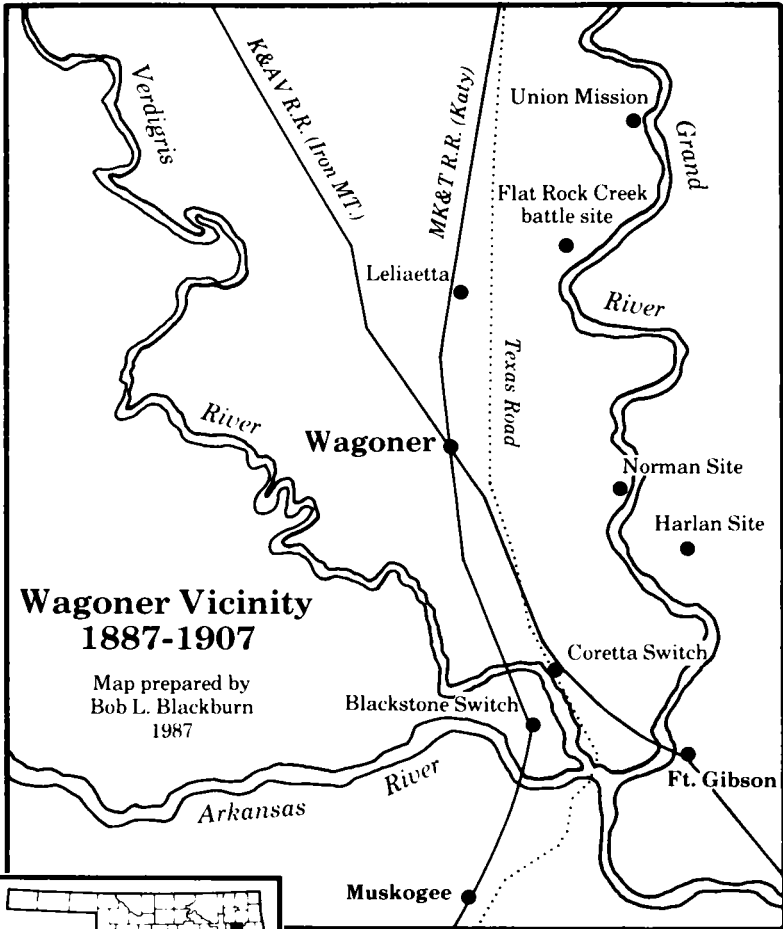 K&AV R.R. (Iron MT.)
MK&T R.R. (Katy)
Verdigris
Union Mission
Grand
Flat Rock Creek
battle site
Leliaetta
River
Texas Road
River
Wagoner
Norman Site
Harlan Site
Wagoner Vicinity
1887-1907
Map prepared by
Bob L. Blackburn
1987
Coretta Switch
Blackstone Switch
Ft. Gibson
River
Arkansas
Muskogee